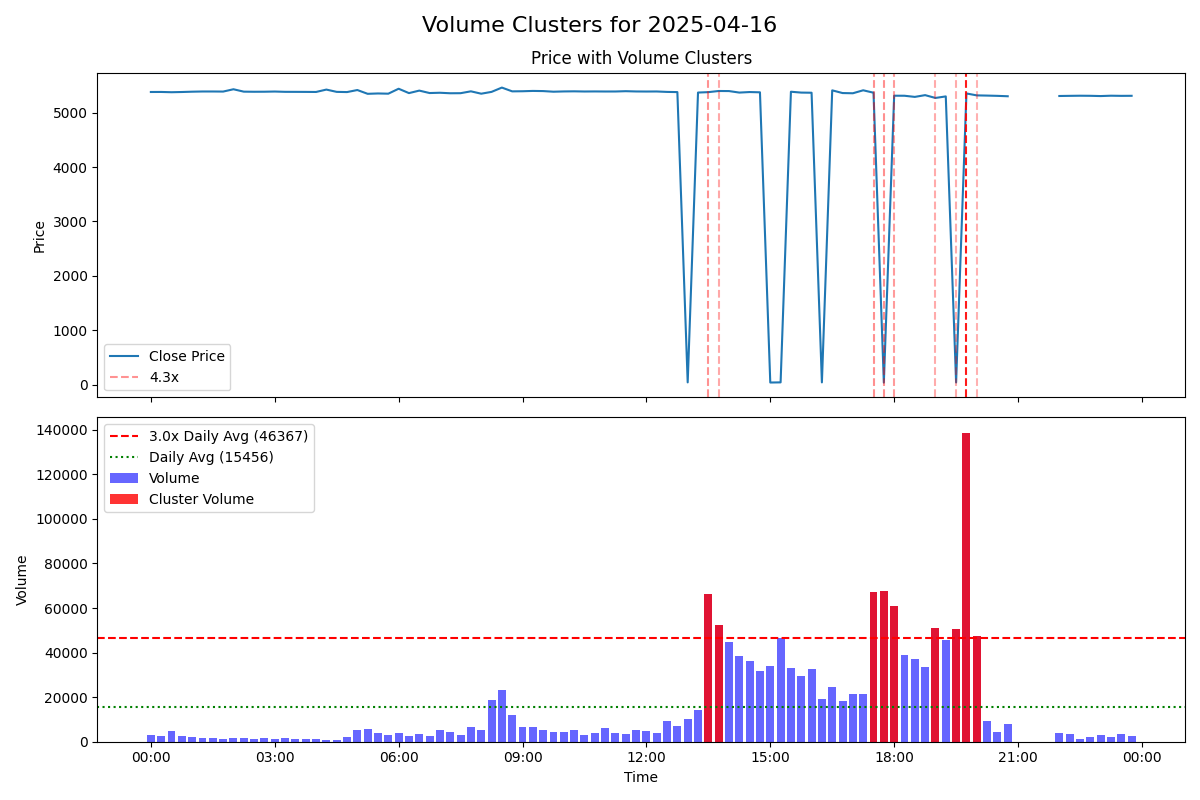 Volume Clusters for 2025-04-16
Price with Volume Clusters
Price
5000
4000
3000
2000
1000
0
Close Price
4.3x
Volume
140000
120000
100000
80000
60000
40000
20000
0
3.0x Daily Avg (46367)
Daily Avg (15456)
Volume
Cluster Volume
00:00 03:00 06:00 09:00 12:00 15:00 18:00 21:00 00:00
Time